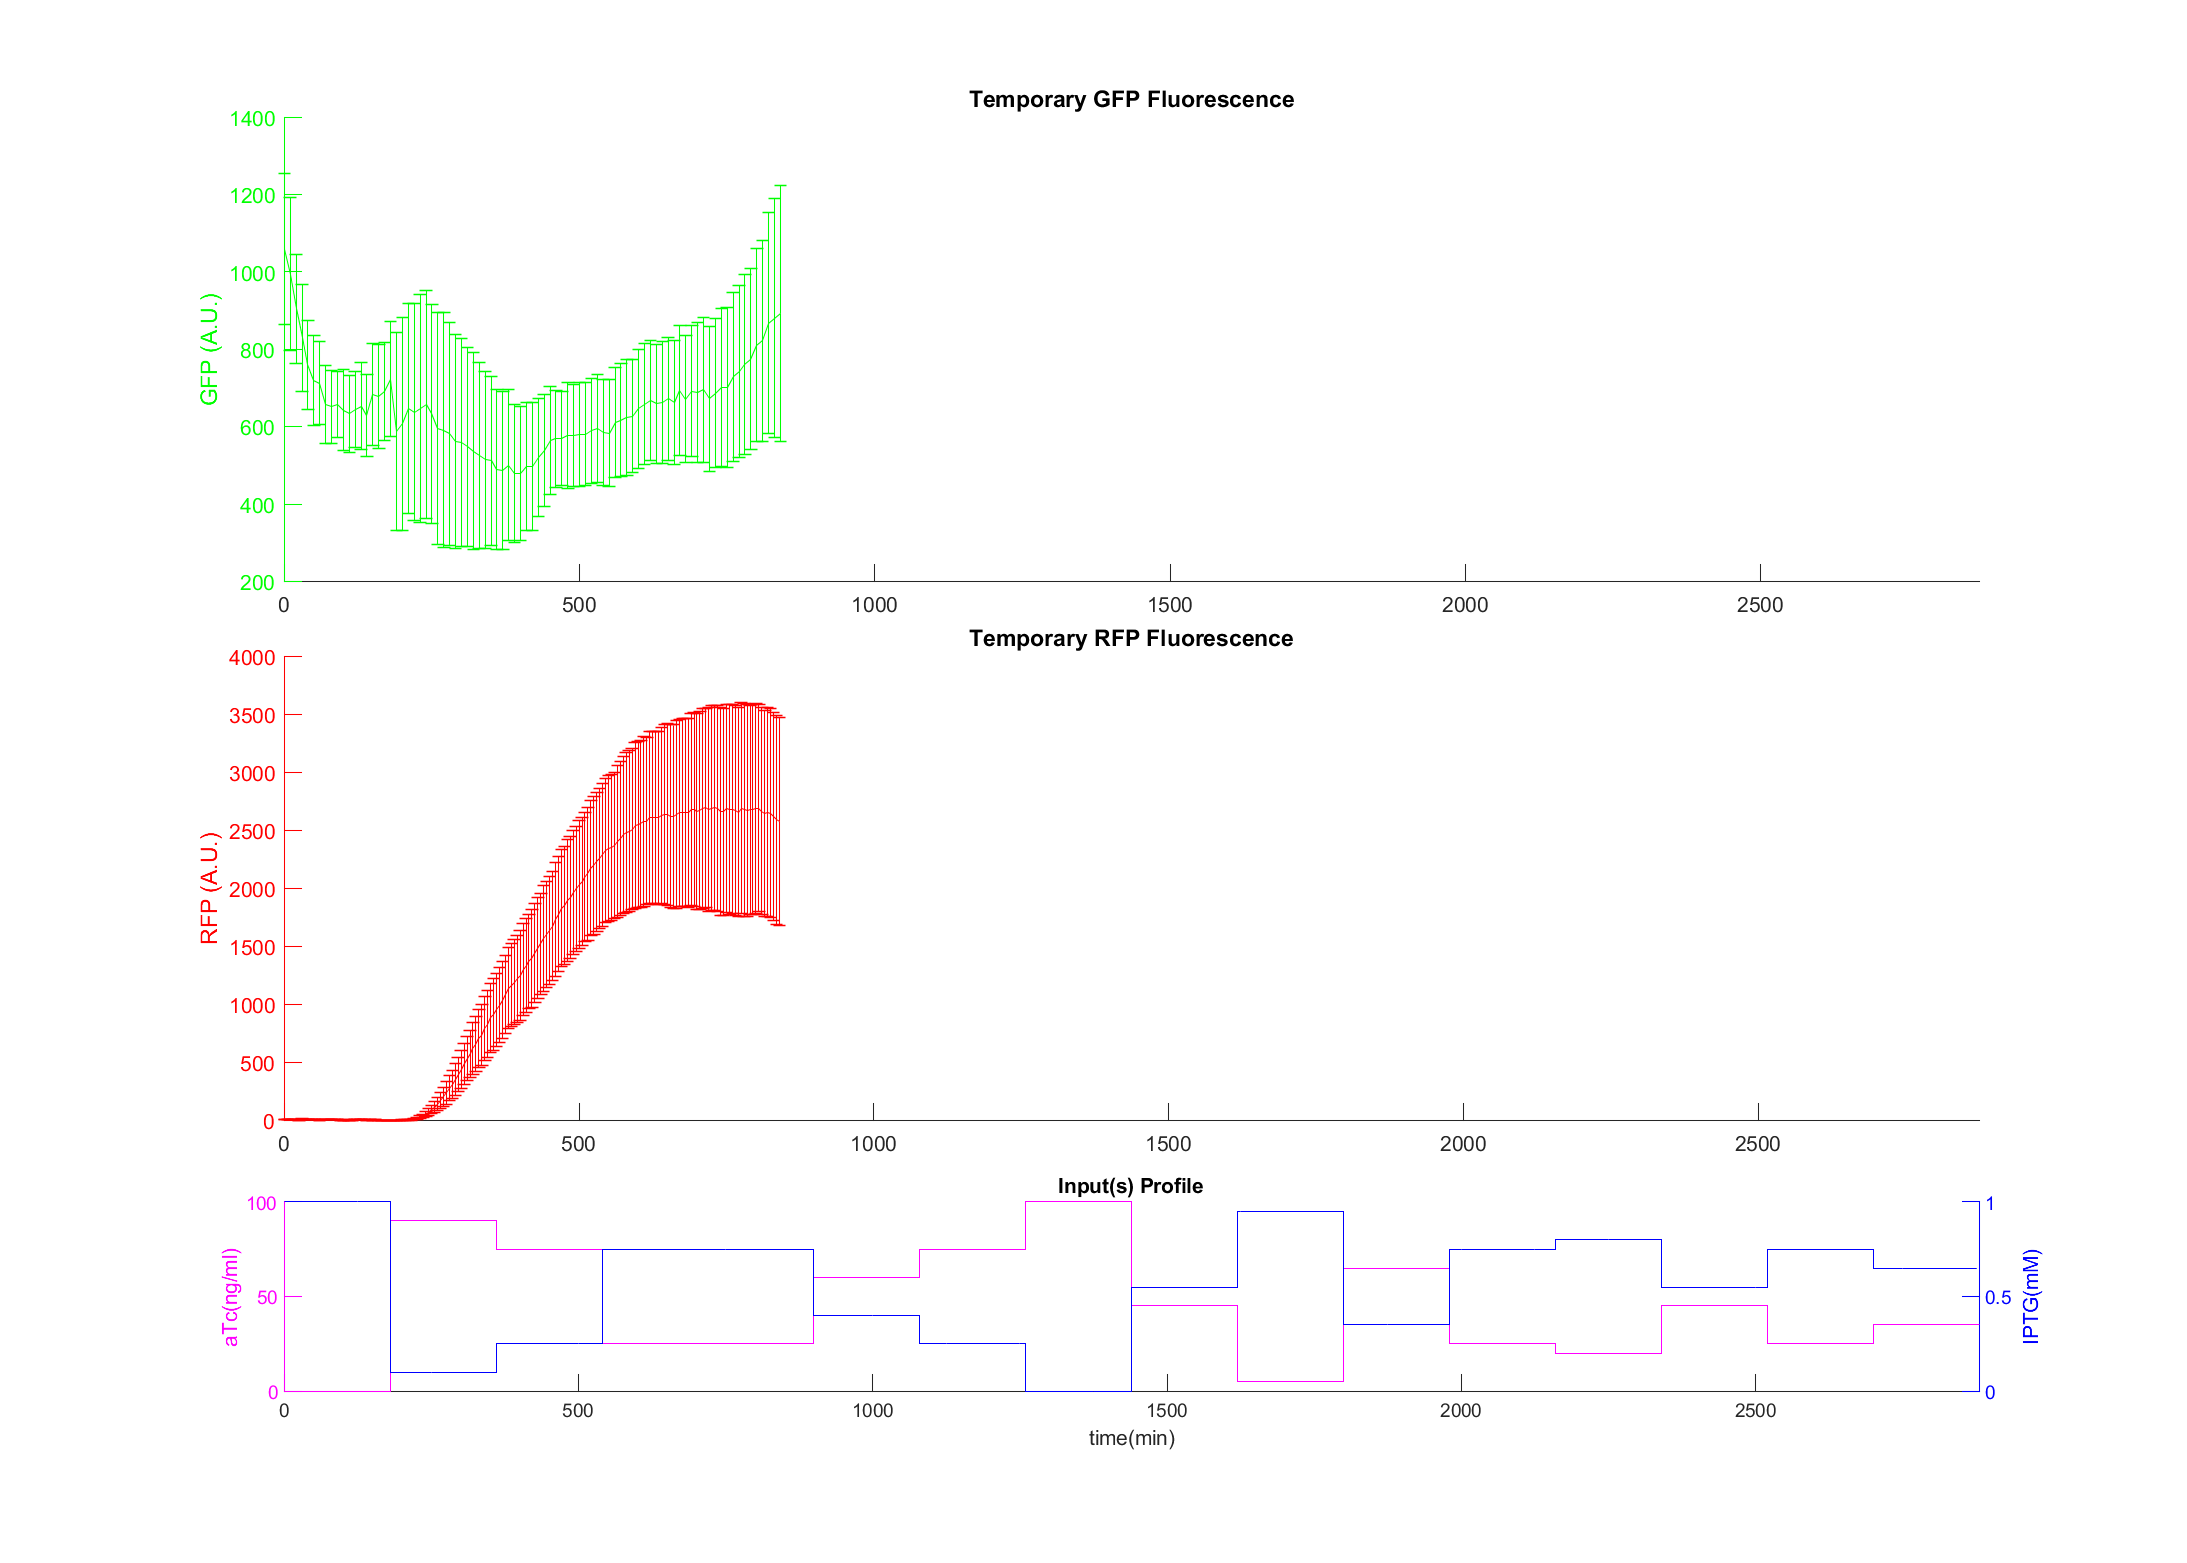 Temporary GFP Fluorescence
1400
1200
1000
800
600
400
200
GFP (A.U.)
0 500 1000 1500 2000 2500
Temporary RFP Fluorescence
4000
3500
3000
2500
2000
1500
1000
500
0
RFP (A.U.)
0 500 1000 1500 2000 2500
Input(s) Profile
100
50
0
aTc(ng/ml)
1
0.5
0
IPTG(mM)
0 500 1000 1500 2000 2500
time(min)